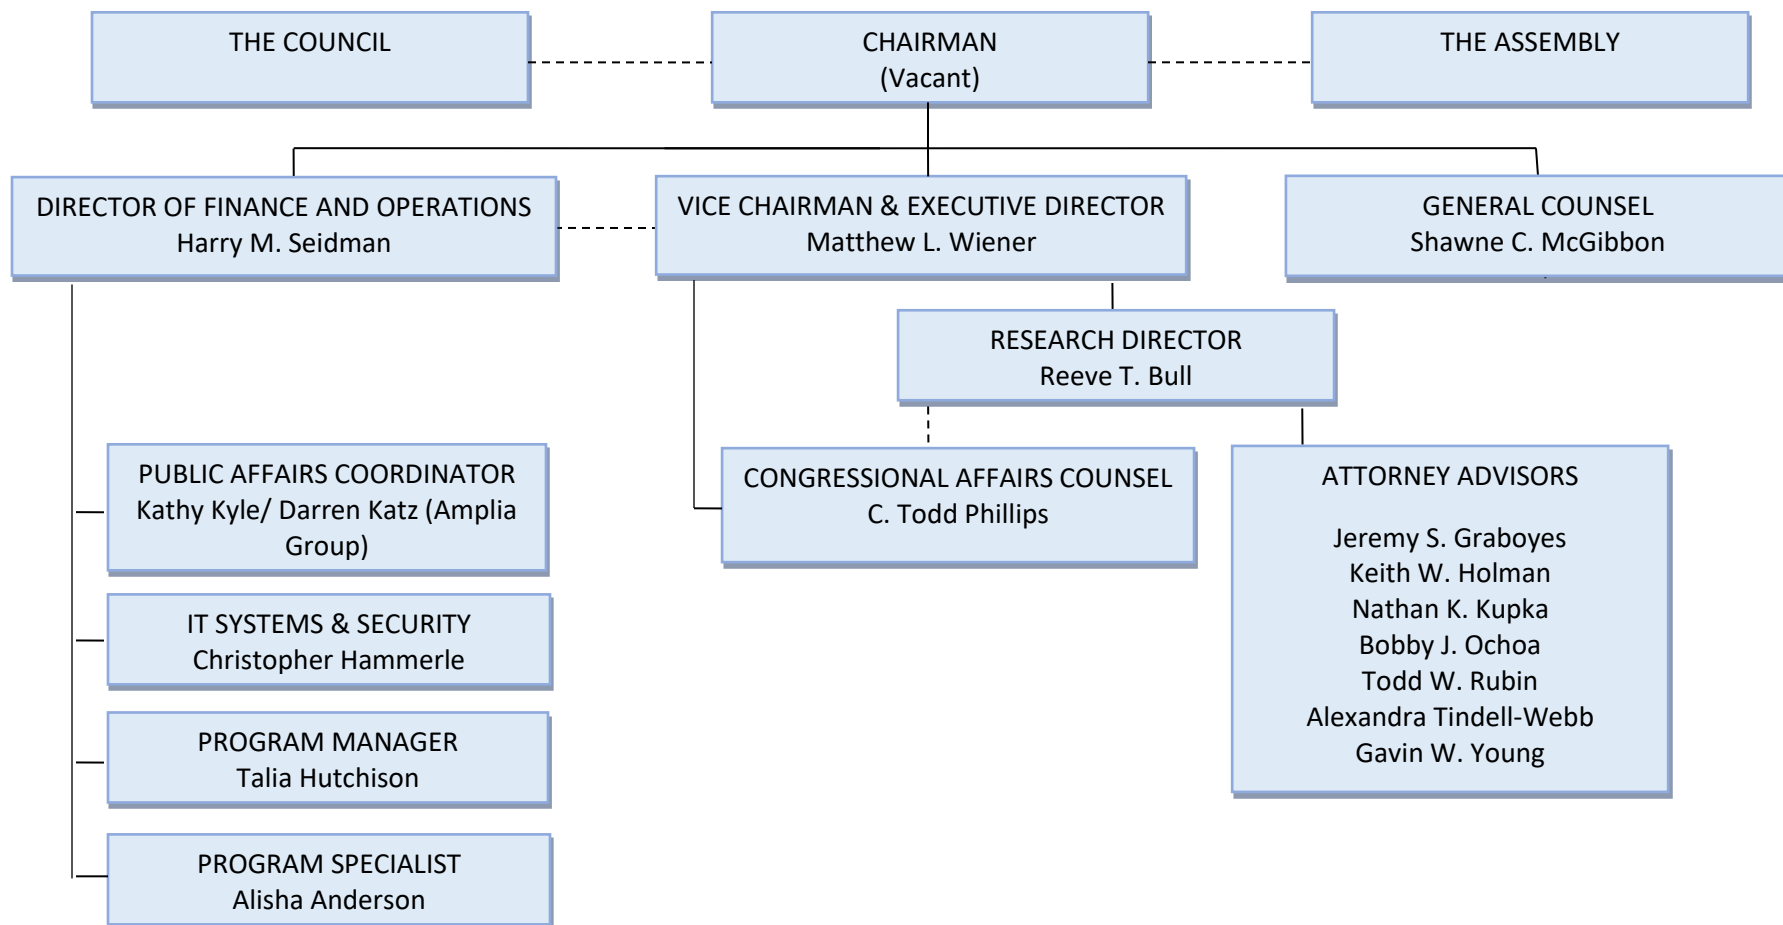 THE COUNCIL
CHAIRMAN
(Vacant)
THE ASSEMBLY
DIRECTOR OF FINANCE AND OPERATIONS
Harry M. Seidman
VICE CHAIRMAN & EXECUTIVE DIRECTOR
Matthew L. Wiener
GENERAL COUNSEL
Shawne C. McGibbon
RESEARCH DIRECTOR
Reeve T. Bull
PUBLIC AFFAIRS COORDINATOR
Kathy Kyle/ Darren Katz (Amplia
Group)
CONGRESSIONAL AFFAIRS COUNSEL
C. Todd Phillips
ATTORNEY ADVISORS
Jeremy S. Graboyes
Keith W. Holman
Nathan K. Kupka
Bobby J. Ochoa
Todd W. Rubin
Alexandra Tindell-Webb
Gavin W. Young
IT SYSTEMS & SECURITY
Christopher Hammerle
PROGRAM MANAGER
Talia Hutchison
PROGRAM SPECIALIST
Alisha Anderson